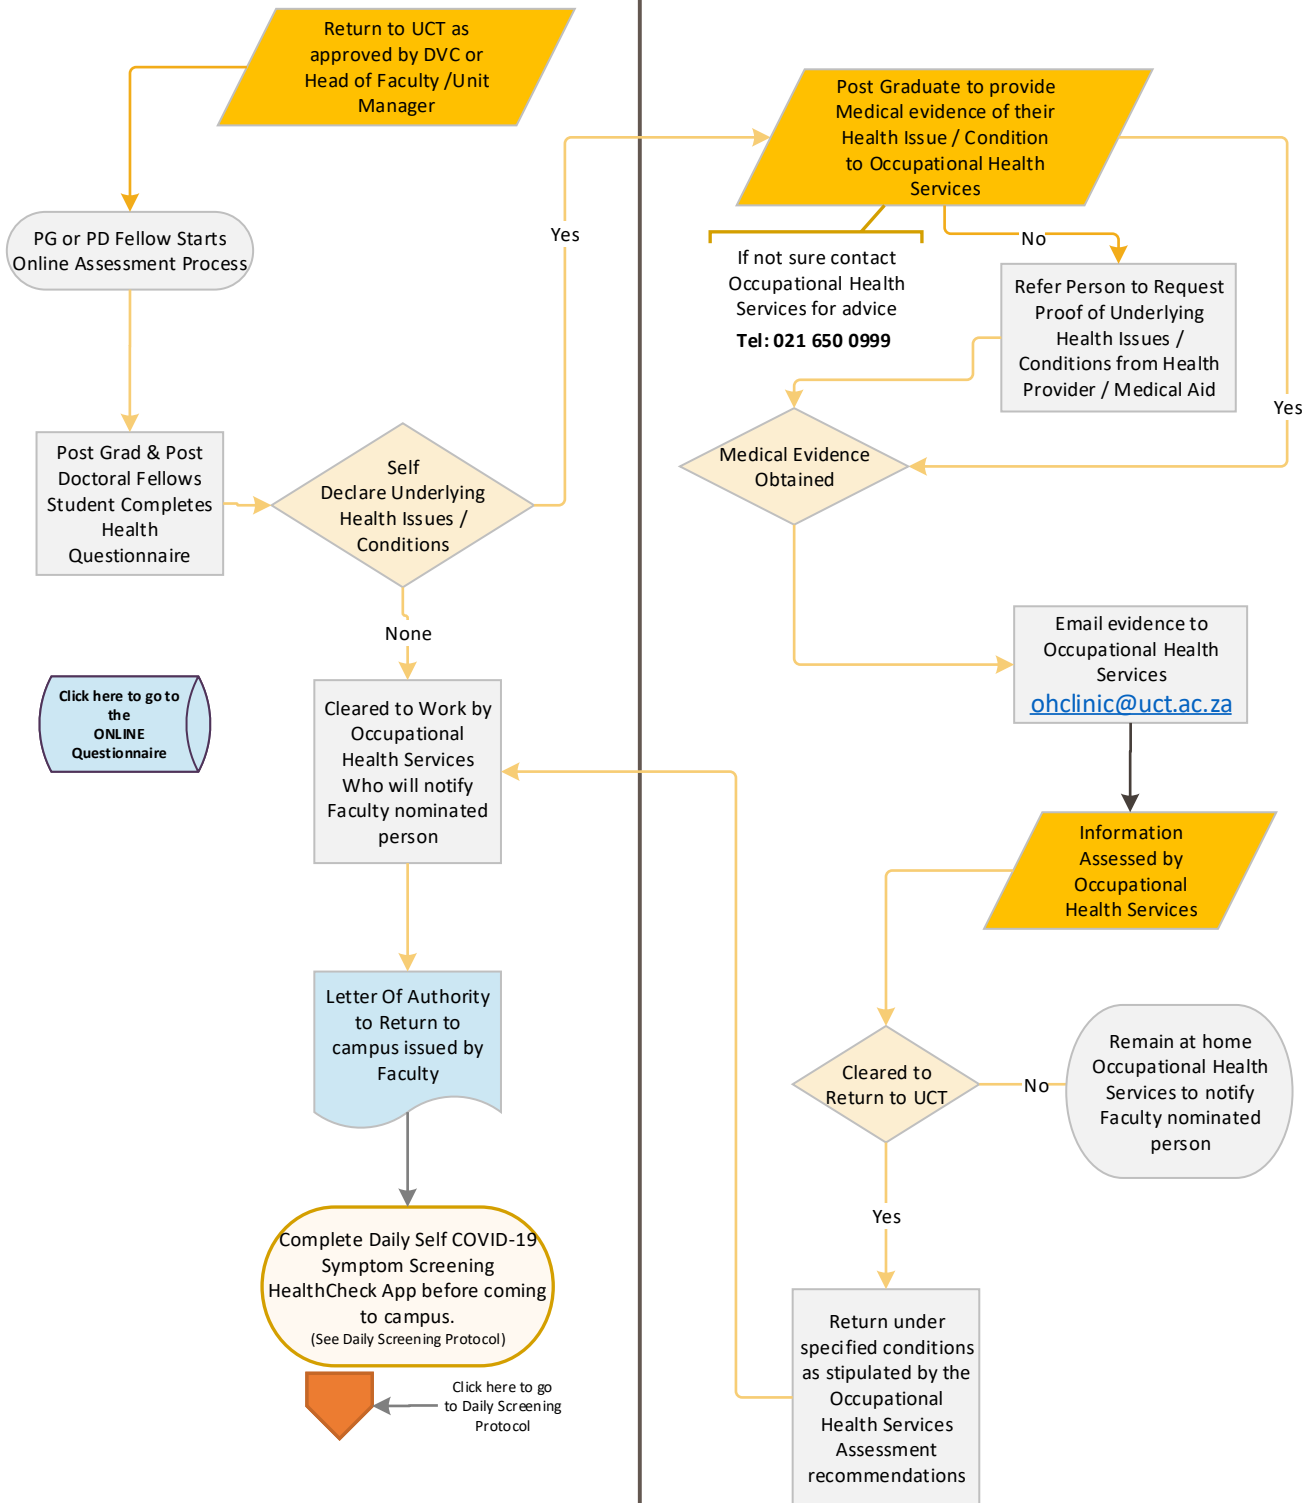 Return to UCT as
approved by DVC or
Head of Faculty /Unit
Manager
PG or PD Fellow Starts
Online Assessment Process
Post Grad & Post
Doctoral Fellows
Student Completes
Health
Questionnaire
Self
Declare Underlying
Health Issues /
Conditions
Yes
None
Click here to go to
the
ONLINE
Questionnaire
Cleared to Work by
Occupational
Health Services
Who will notify
Faculty nominated
person
Letter Of Authority
to Return to
campus issued by
Faculty
Complete Daily Self COVID-19
Symptom Screening
HealthCheck App before coming
to campus.
(See Daily Screening Protocol)
Click here to go
to Daily Screening
Protocol
Post Graduate to provide
Medical evidence of their
Health Issue / Condition
to Occupational Health
Services
If not sure contact
Occupational Health
Services for advice
Tel: 021 650 0999
No
Refer Person to Request
Proof of Underlying
Health Issues /
Conditions from Health
Provider / Medical Aid
Yes
Medical Evidence
Obtained
Email evidence to
Occupational Health
Services
ohclinic@uct.ac.za
Information
Assessed by
Occupational
Health Services
Cleared to
Return to UCT
No
Remain at home
Occupational Health
Services to notify
Faculty nominated
person
Yes
Return under
specified conditions
as stipulated by the
Occupational
Health Services
Assessment
recommendations